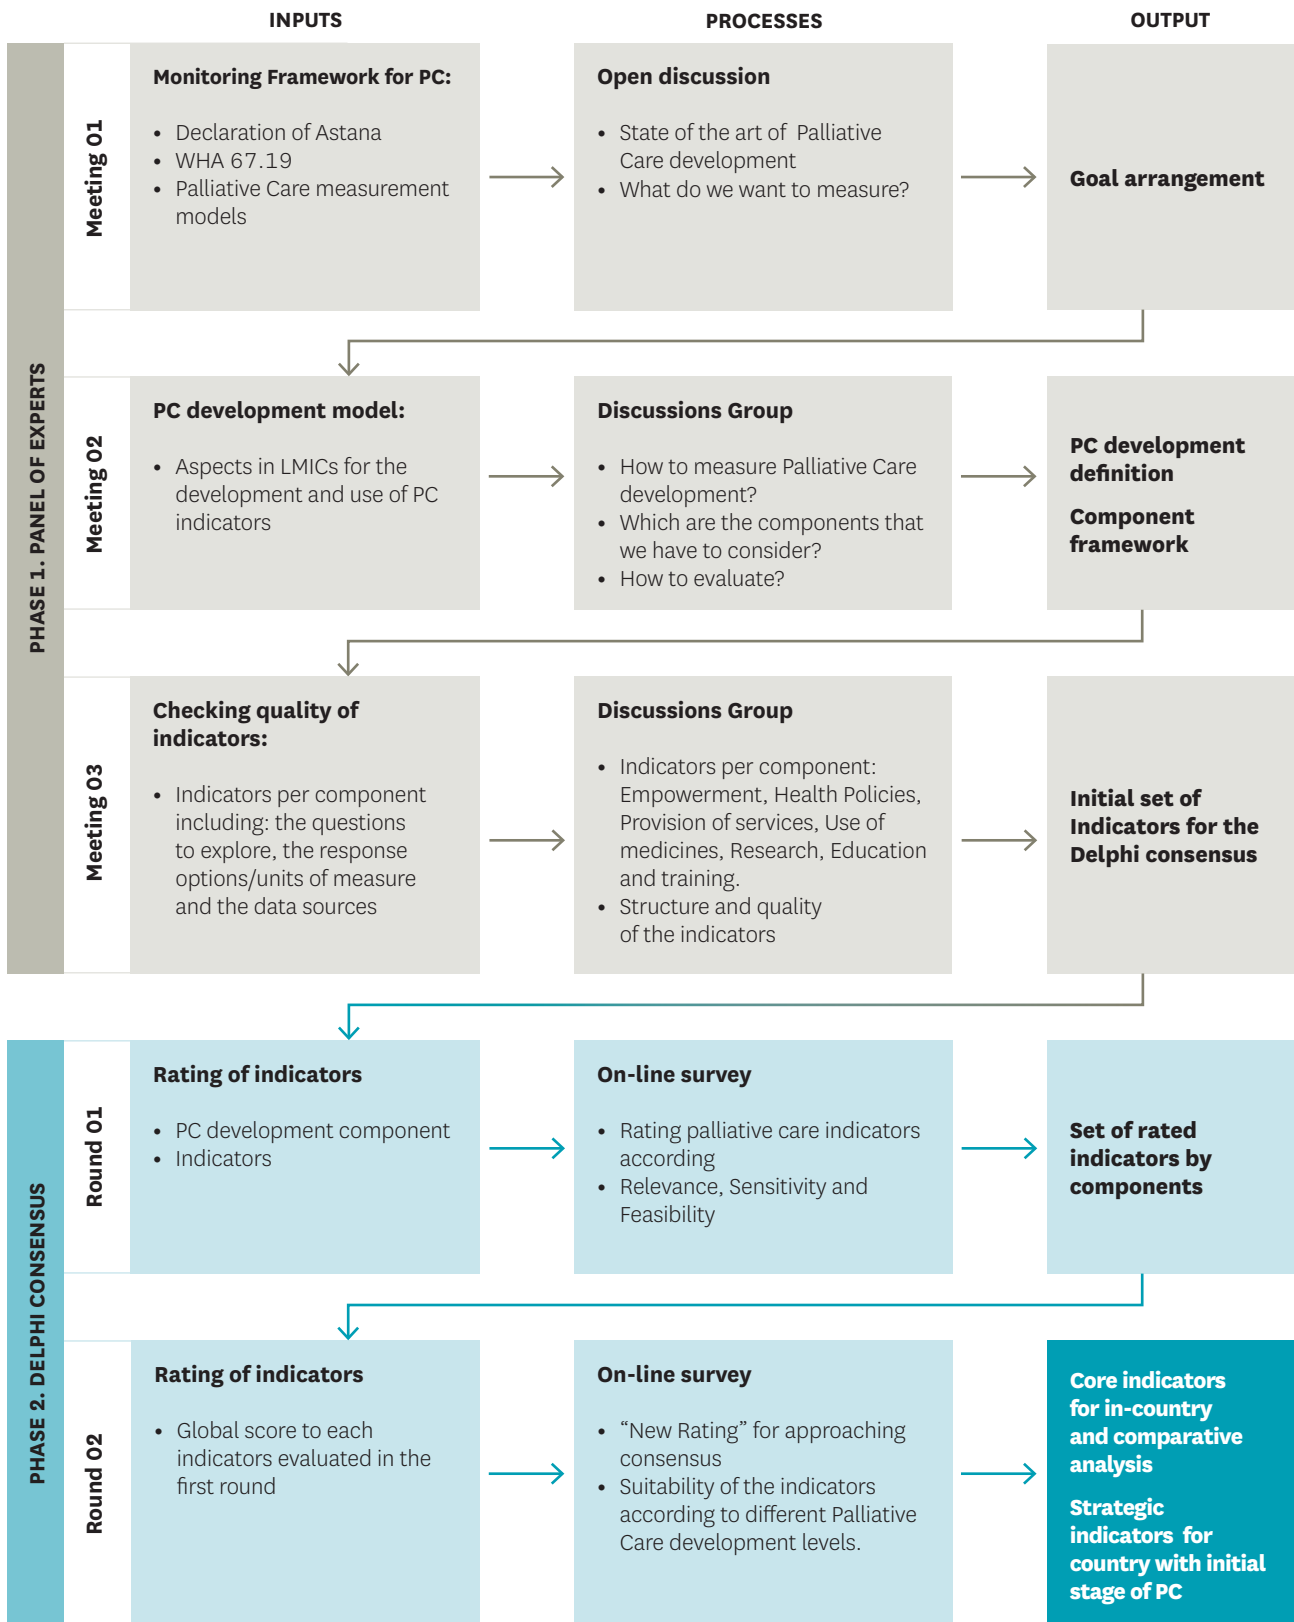 INPUTS
PROCESSES
OUTPUT
PHASE 1. PANEL OF EXPERTS
Meeting 01
Monitoring Framework for PC:
• Declaration of Astana
• WHA 67.19
• Palliative Care measurement
models
Open discussion
• State of the art of Palliative
Care development
• What do we want to measure?
Goal arrangement
Meeting 02
PC development model:
• Aspects in LMICs for the
development and use of PC
indicators
Discussions Group
• How to measure Palliative Care
development?
• Which are the components that
we have to consider?
• How to evaluate?
PC development
definition
Component
framework
Meeting 03
Checking quality of
indicators:
• Indicators per component
including: the questions
to explore, the response
options/units of measure
and the data sources
Discussions Group
• Indicators per component:
Empowerment, Health Policies,
Provision of services, Use of
medicines, Research, Education
and training.
• Structure and quality
of the indicators
Initial set of
Indicators for the
Delphi consensus
PHASE 2. DELPHI CONSENSUS
Round 01
Rating of indicators
• PC development component
• Indicators
On-line survey
• Rating palliative care indicators
according
• Relevance, Sensitivity and
Feasibility
Set of rated
indicators by
components
Round 02
Rating of indicators
• Global score to each
indicators evaluated in the
first round
On-line survey
• “New Rating” for approaching
consensus
• Suitability of the indicators
according to different Palliative
Care development levels.
Core indicators
for in-country
and comparative
analysis
Strategic
indicators for
country with initial
stage of PC